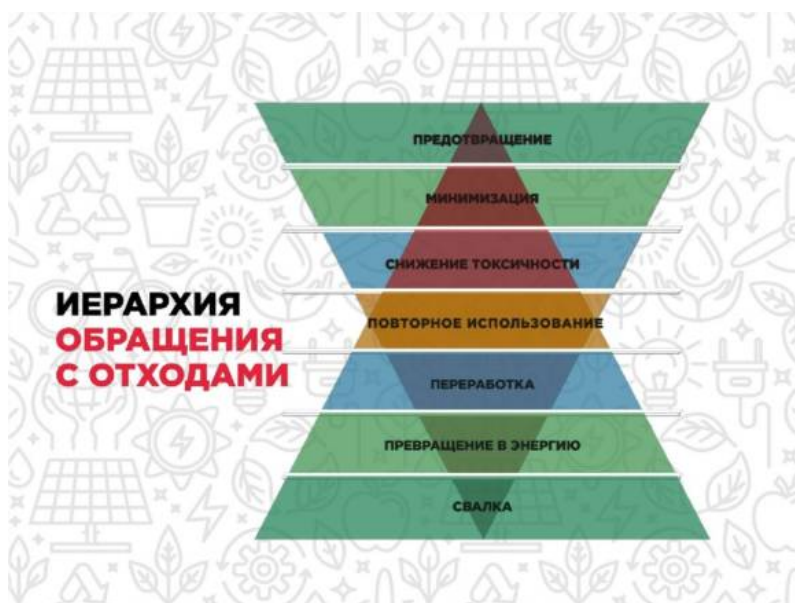 ПРЕДОТВРАЩЕНИЕ
МИНИМИЗАЦИЯ
СНИЖЕНИЕ ТОКСИЧНОСТИ
ИЕРАРХИЯ
ОБРАЩЕНИЯ
С ОТХОДАМИ
ПОВТОРНОЕ ИСПОЛЬЗОВАНИЕ
ПЕРЕРАБОТКА
ПРЕВРАЩЕНИЕ В ЭНЕРГИЮ
СВАЛКА